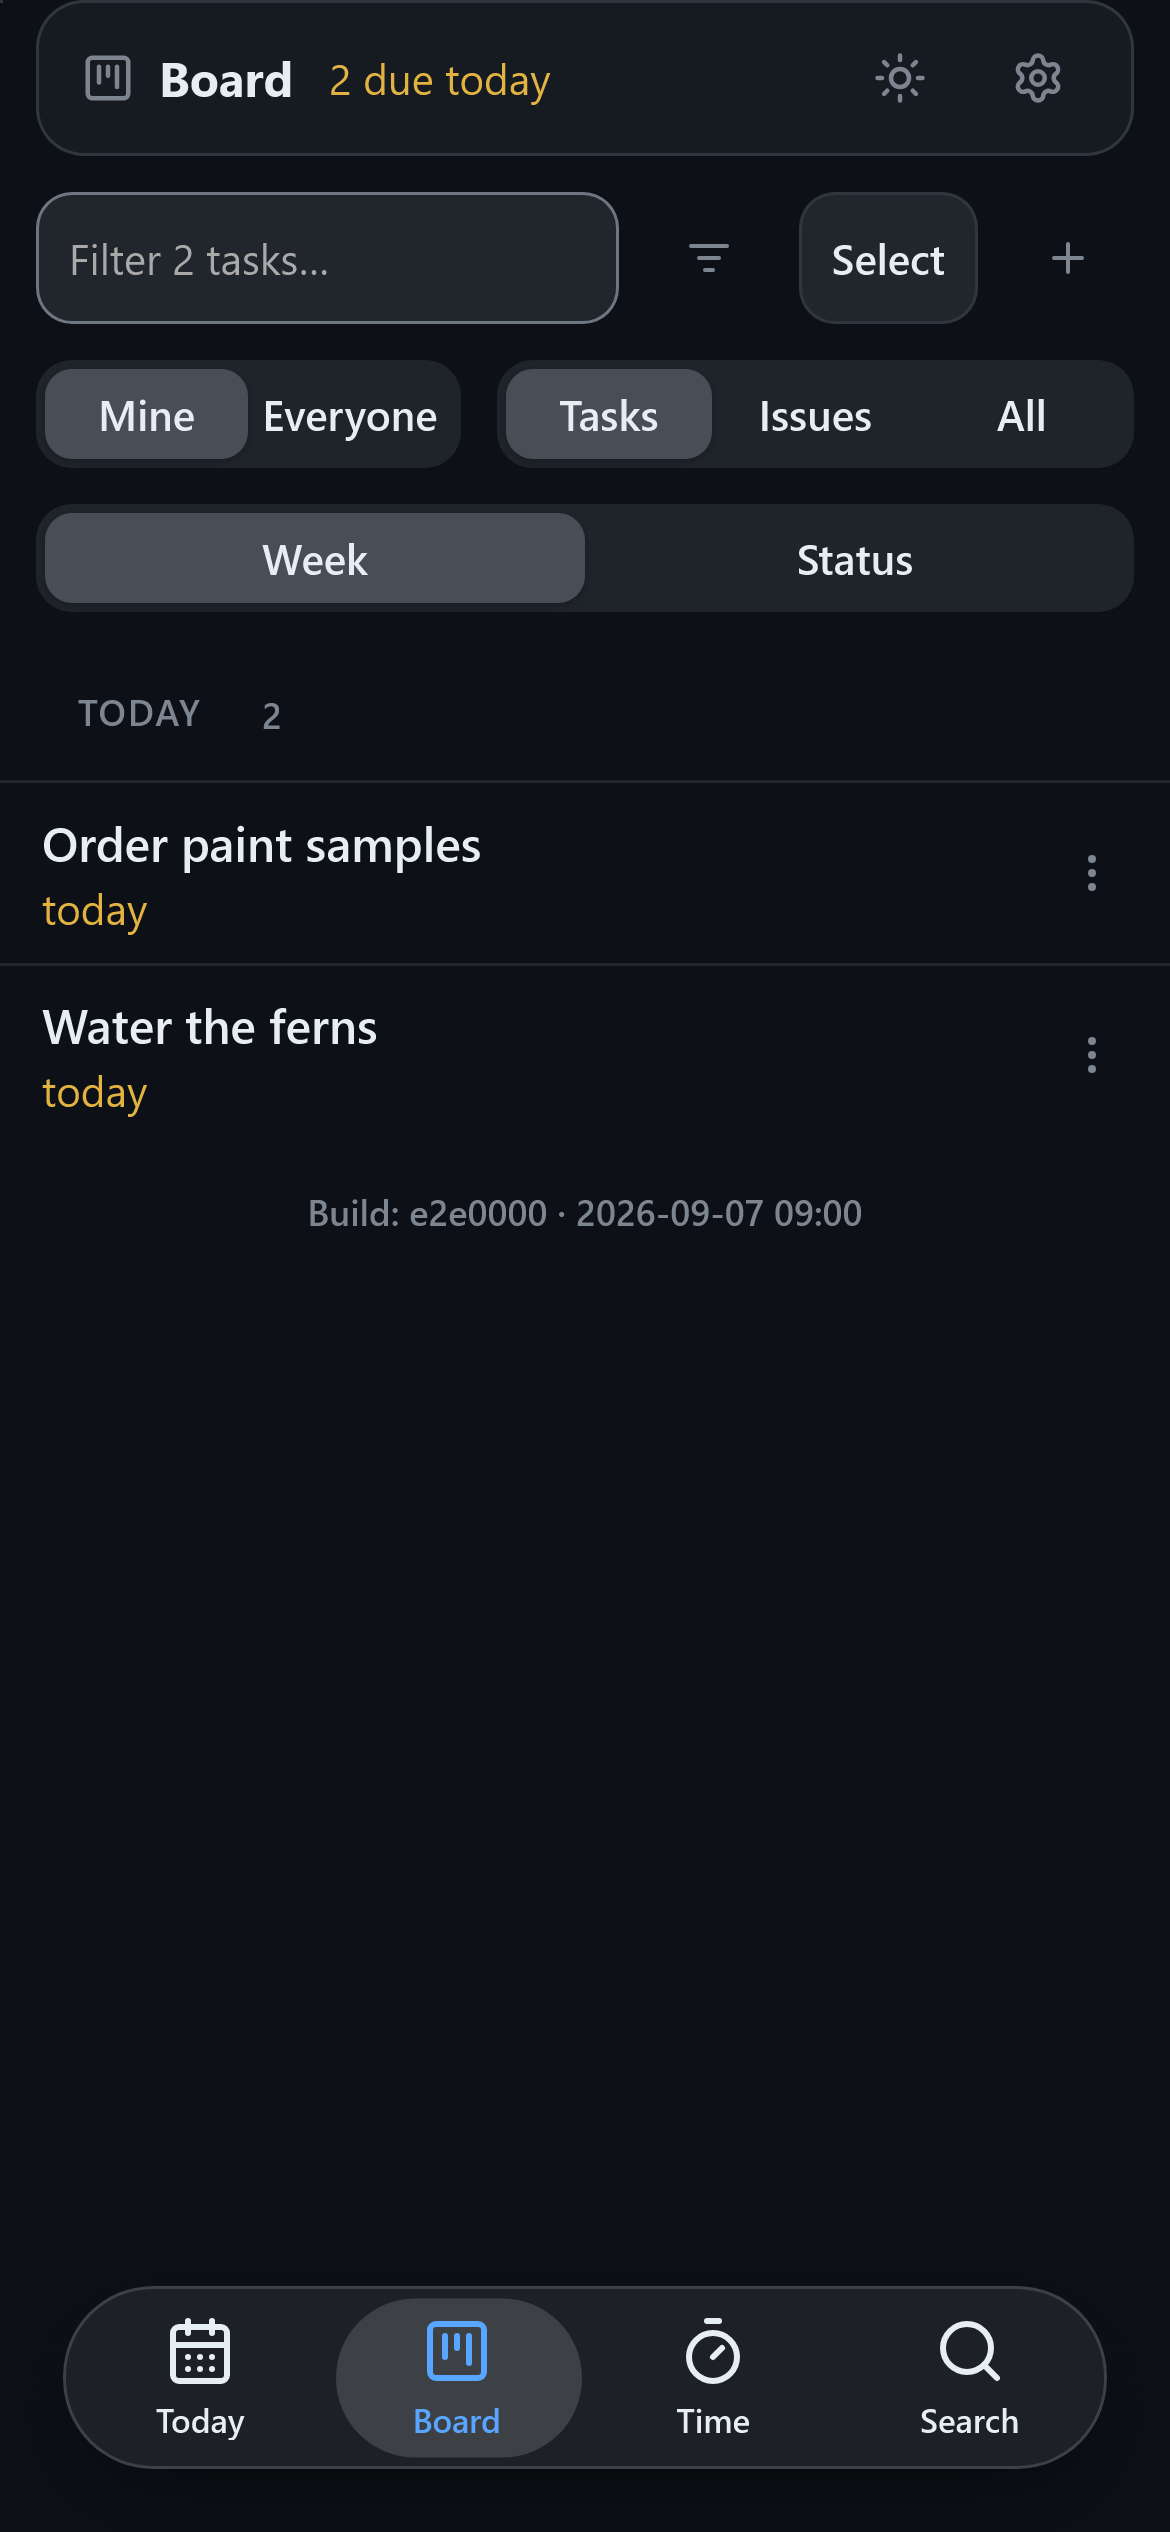 Board 2 due today
Filter 2 tasks...
Select
Mine Everyone Tasks Issues All
Week Status
TODAY 2
Order paint samples
today
Water the ferns
today
Build: e2e0000 · 2026-09-07 09:00
Today Board Time Search